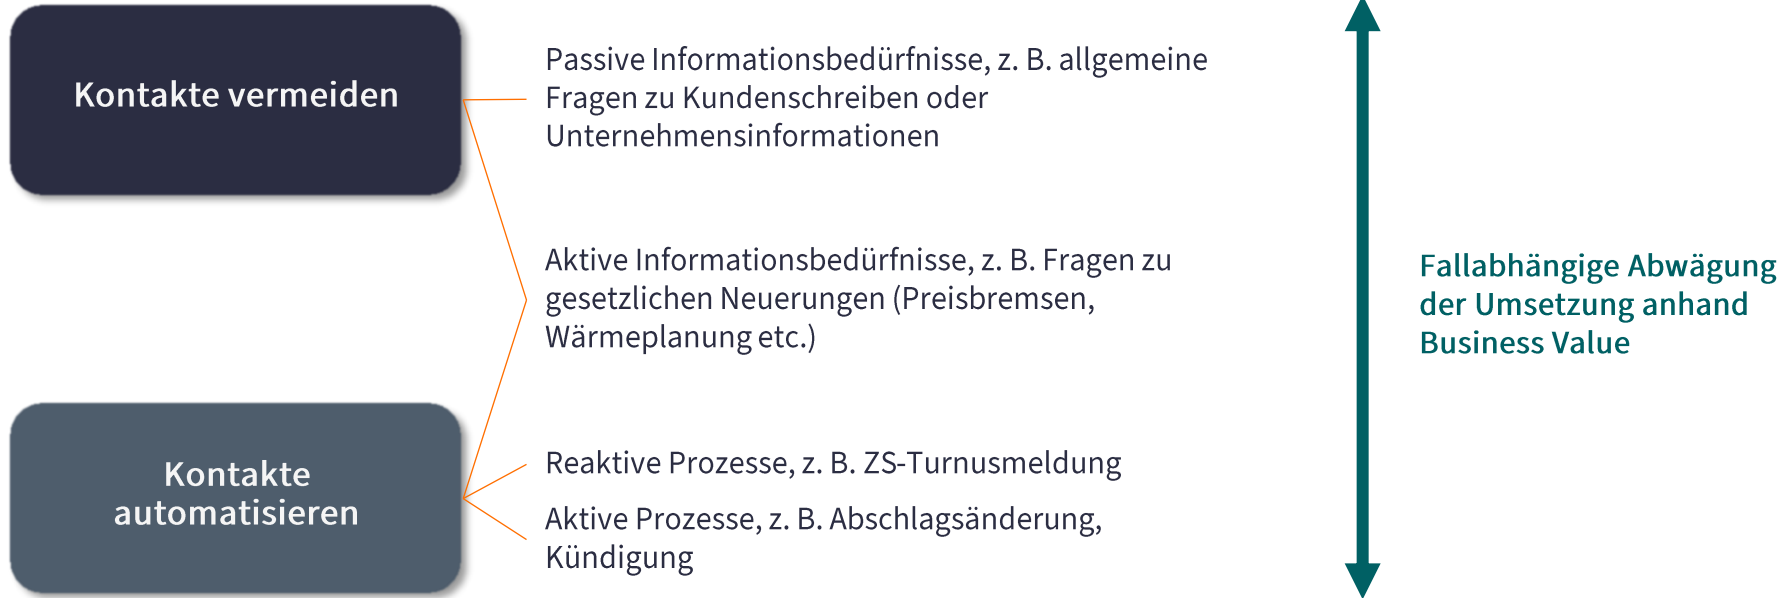 Kontakte vermeiden
Passive Informationsbedürfnisse, z. B. allgemeine
Fragen zu Kundenschreiben oder
Unternehmensinformationen
Aktive Informationsbedürfnisse, z. B. Fragen zu
gesetzlichen Neuerungen (Preisbremsen,
Wärmeplanung etc.)
Kontakte
automatisieren
Reaktive Prozesse, z. B. ZS-Turnusmeldung
Aktive Prozesse, z. B. Abschlagsänderung,
Kündigung
Fallabhängige Abwägung
der Umsetzung anhand
Business Value